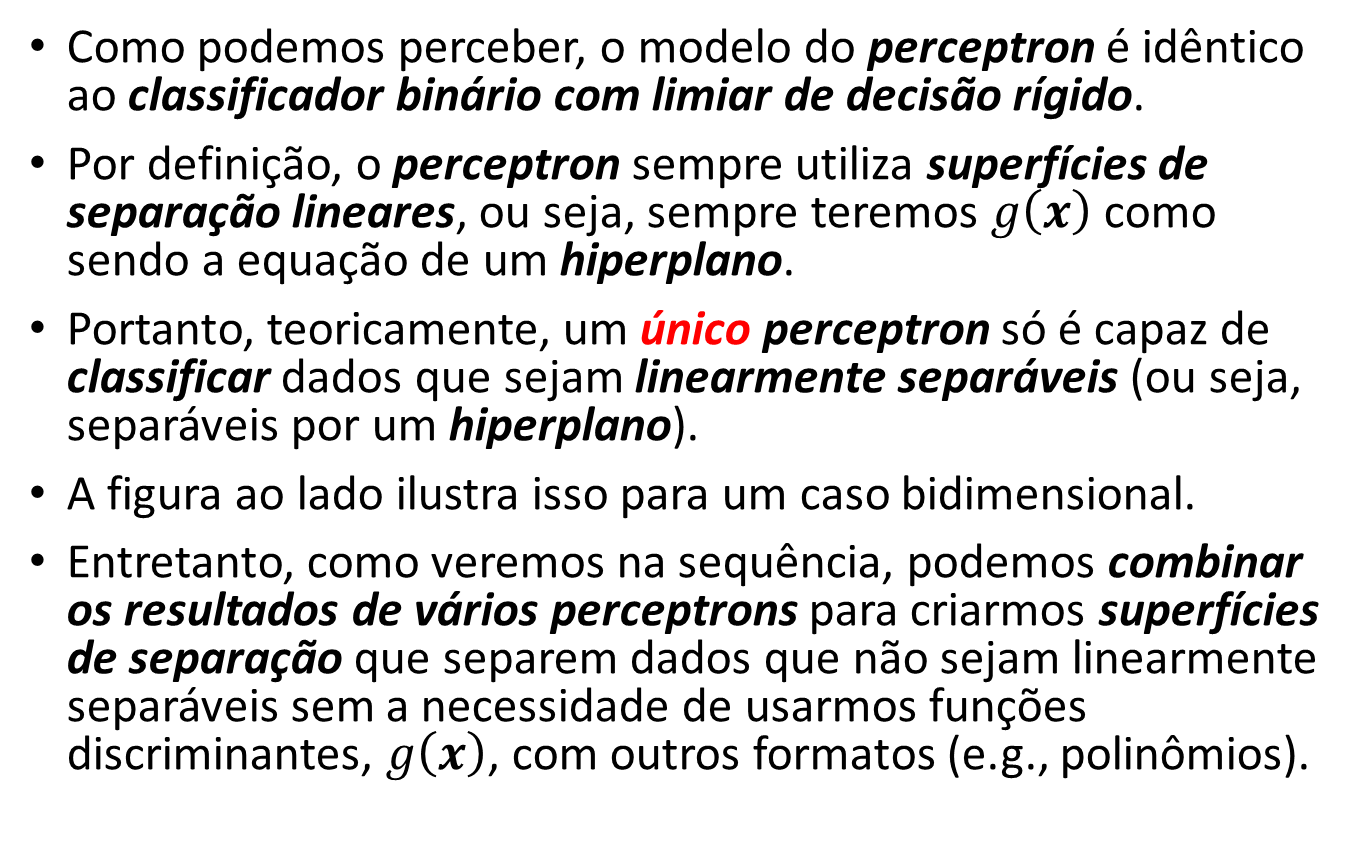 • Como podemos perceber, o modelo do perceptron é idêntico
ao classificador binário com limiar de decisão rígido.
• Por definição, o perceptron sempre utiliza superfícies de
separação lineares, ou seja, sempre teremos g(x) como
sendo a equação de um hiperplano.
• Portanto, teoricamente, um único perceptron só é capaz de
classificar dados que sejam linearmente separáveis (ou seja,
separáveis por um hiperplano).
• A figura ao lado ilustra isso para um caso bidimensional.
• Entretanto, como veremos na sequência, podemos combinar
os resultados de vários perceptrons para criarmos superfícies
de separação que separem dados que não sejam linearmente
separáveis sem a necessidade de usarmos funções
discriminantes, g(x), com outros formatos (e.g., polinômios).